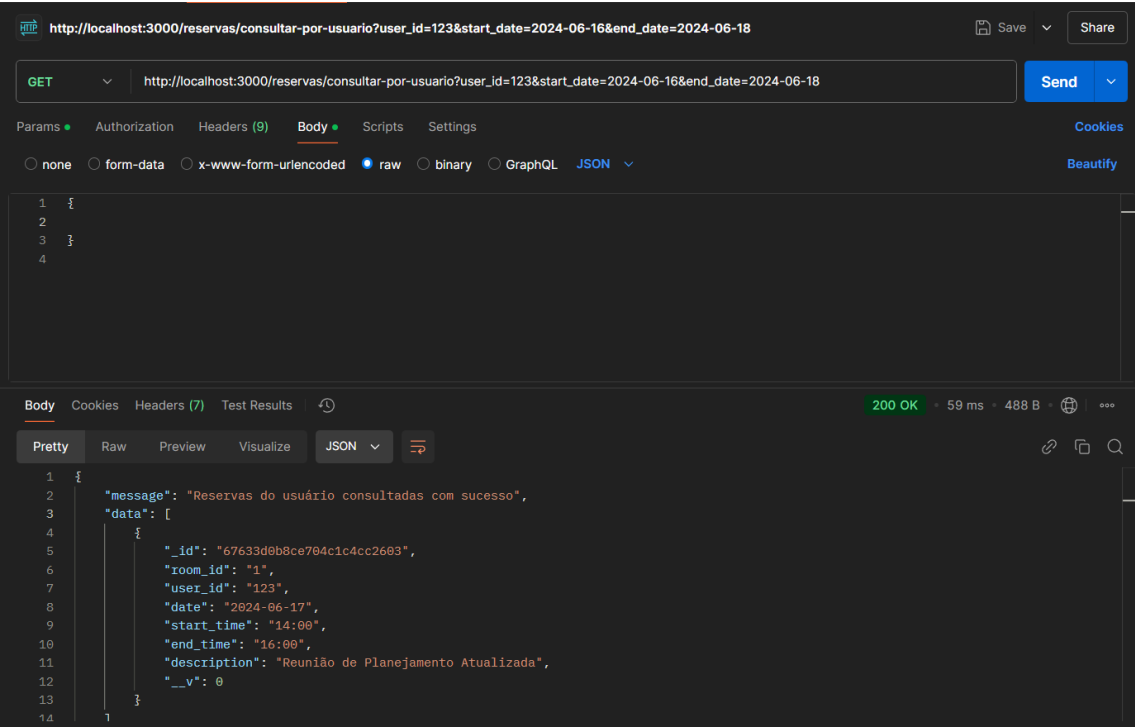 HTTP http://localhost:3000/reservas/consultar-por-usuario?user_id=123&start_date=2024-06-16&end_date=2024-06-18 Save Share
GET http://localhost:3000/reservas/consultar-por-usuario?user_id=123&start_date=2024-06-16&end_date=2024-06-18 Send
Params Authorization Headers (9) Body Scripts Settings Cookies
none form-data x-www-form-urlencoded raw binary GraphQL JSON Beautify
1 {
2
3 }
4
Body Cookies Headers (7) Test Results 200 OK 59 ms 488 B
Pretty Raw Preview Visualize JSON
1 {
2 "message": "Reservas do usuário consultadas com sucesso",
3 "data": [
4 {
5 "_id": "67633d0b8ce704c1c4cc2603",
6 "room_id": "1",
7 "user_id": "123",
8 "date": "2024-06-17",
9 "start_time": "14:00",
10 "end_time": "16:00",
11 "description": "Reunião de Planejamento Atualizada",
12 "__v": 0
13 }
14 ]